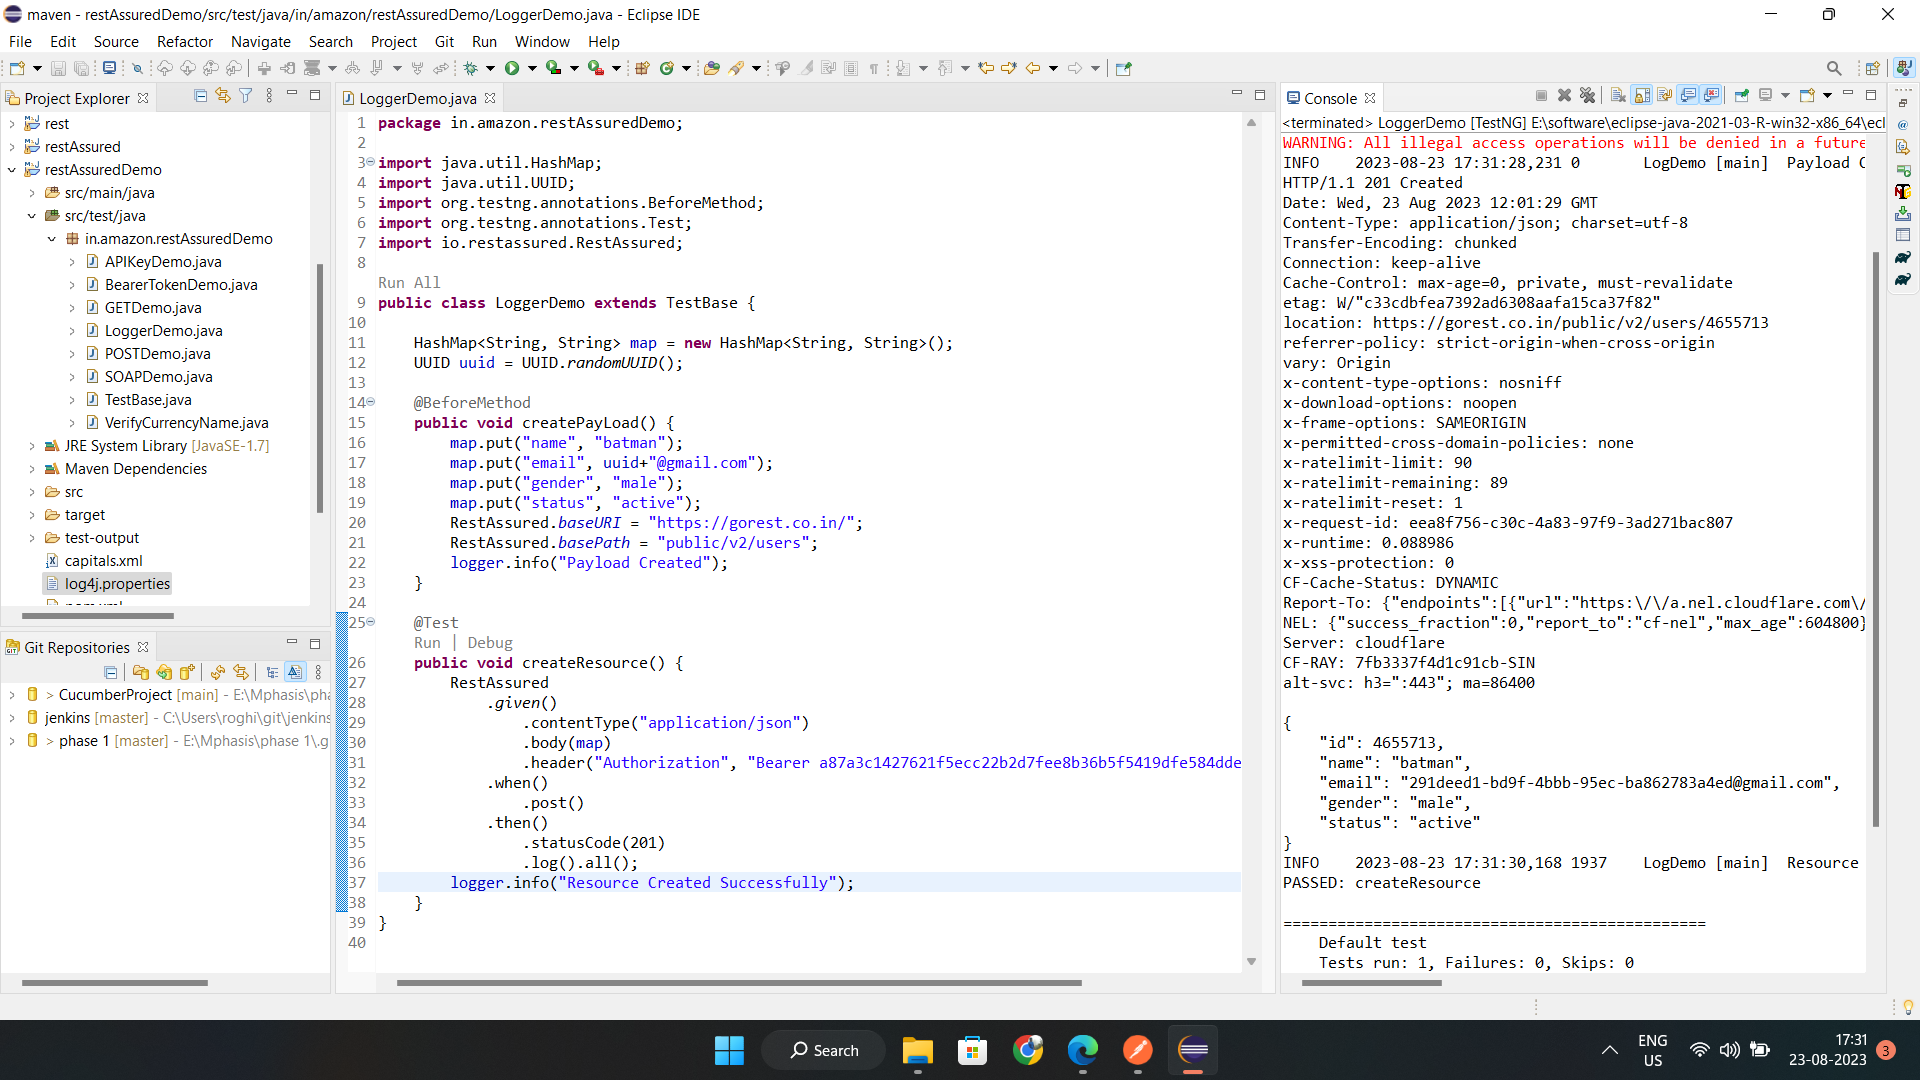 maven - restAssuredDemo/src/test/java/in/amazon/restAssuredDemo/LoggerDemo.java - Eclipse IDE
File Edit Source Refactor Navigate Search Project Git Run Window Help
Project Explorer
rest
restAssured
restAssuredDemo
src/main/java
src/test/java
in.amazon.restAssuredDemo
APIKeyDemo.java
BearerTokenDemo.java
GETDemo.java
LoggerDemo.java
POSTDemo.java
SOAPDemo.java
TestBase.java
VerifyCurrencyName.java
JRE System Library [JavaSE-1.7]
Maven Dependencies
src
target
test-output
capitals.xml
log4j.properties
Git Repositories
> CucumberProject [main] - E:\Mphasis\pha
jenkins [master] - C:\Users\roghi\git\jenkins
> phase 1 [master] - E:\Mphasis\phase 1\.g
LoggerDemo.java
1 package in.amazon.restAssuredDemo;
2
3 import java.util.HashMap;
4 import java.util.UUID;
5 import org.testng.annotations.BeforeMethod;
6 import org.testng.annotations.Test;
7 import io.restassured.RestAssured;
8
Run All
9 public class LoggerDemo extends TestBase {
10
11     HashMap<String, String> map = new HashMap<String, String>();
12     UUID uuid = UUID.randomUUID();
13
14     @BeforeMethod
15     public void createPayLoad() {
16         map.put("name", "batman");
17         map.put("email", uuid+"@gmail.com");
18         map.put("gender", "male");
19         map.put("status", "active");
20         RestAssured.baseURI = "https://gorest.co.in/";
21         RestAssured.basePath = "public/v2/users";
22         logger.info("Payload Created");
23     }
24
25     @Test
Run | Debug
26     public void createResource() {
27         RestAssured
28             .given()
29                 .contentType("application/json")
30                 .body(map)
31                 .header("Authorization", "Bearer a87a3c1427621f5ecc22b2d7fee8b36b5f5419dfe584dde
32             .when()
33                 .post()
34             .then()
35                 .statusCode(201)
36                 .log().all();
37         logger.info("Resource Created Successfully");
38     }
39 }
40
Console
<terminated> LoggerDemo [TestNG] E:\software\eclipse-java-2021-03-R-win32-x86_64\ecl
WARNING: All illegal access operations will be denied in a future
INFO    2023-08-23 17:31:28,231 0       LogDemo [main]  Payload C
HTTP/1.1 201 Created
Date: Wed, 23 Aug 2023 12:01:29 GMT
Content-Type: application/json; charset=utf-8
Transfer-Encoding: chunked
Connection: keep-alive
Cache-Control: max-age=0, private, must-revalidate
etag: W/"c33cdbfea7392ad6308aafa15ca37f82"
location: https://gorest.co.in/public/v2/users/4655713
referrer-policy: strict-origin-when-cross-origin
vary: Origin
x-content-type-options: nosniff
x-download-options: noopen
x-frame-options: SAMEORIGIN
x-permitted-cross-domain-policies: none
x-ratelimit-limit: 90
x-ratelimit-remaining: 89
x-ratelimit-reset: 1
x-request-id: eea8f756-c30c-4a83-97f9-3ad271bac807
x-runtime: 0.088986
x-xss-protection: 0
CF-Cache-Status: DYNAMIC
Report-To: {"endpoints":[{"url":"https:\/\/a.nel.cloudflare.com\/
NEL: {"success_fraction":0,"report_to":"cf-nel","max_age":604800}
Server: cloudflare
CF-RAY: 7fb3337f4d1c91cb-SIN
alt-svc: h3=":443"; ma=86400
{
    "id": 4655713,
    "name": "batman",
    "email": "291deed1-bd9f-4bbb-95ec-ba862783a4ed@gmail.com",
    "gender": "male",
    "status": "active"
}
INFO    2023-08-23 17:31:30,168 1937    LogDemo [main]  Resource
PASSED: createResource
===============================================
    Default test
    Tests run: 1, Failures: 0, Skips: 0
Search
ENG
US
17:31
23-08-2023
3